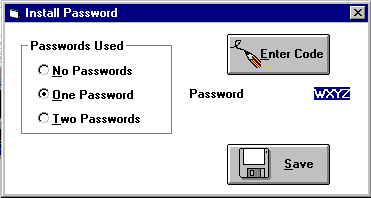 Install Password
Passwords Used
No Passwords
One Password
Two Passwords
Enter Code
Password WXYZ
Save